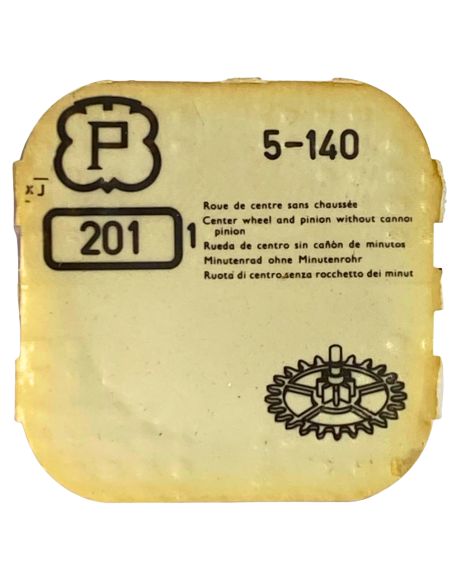 P
5-140
201 1
Roue de centre sans chaussée
Center wheel and pinion without cannon
pinion
Rueda de centro sin cañón de minutos
Minutenrad ohne Minutenrohr
Ruota di centro senza rocchetto dei minut